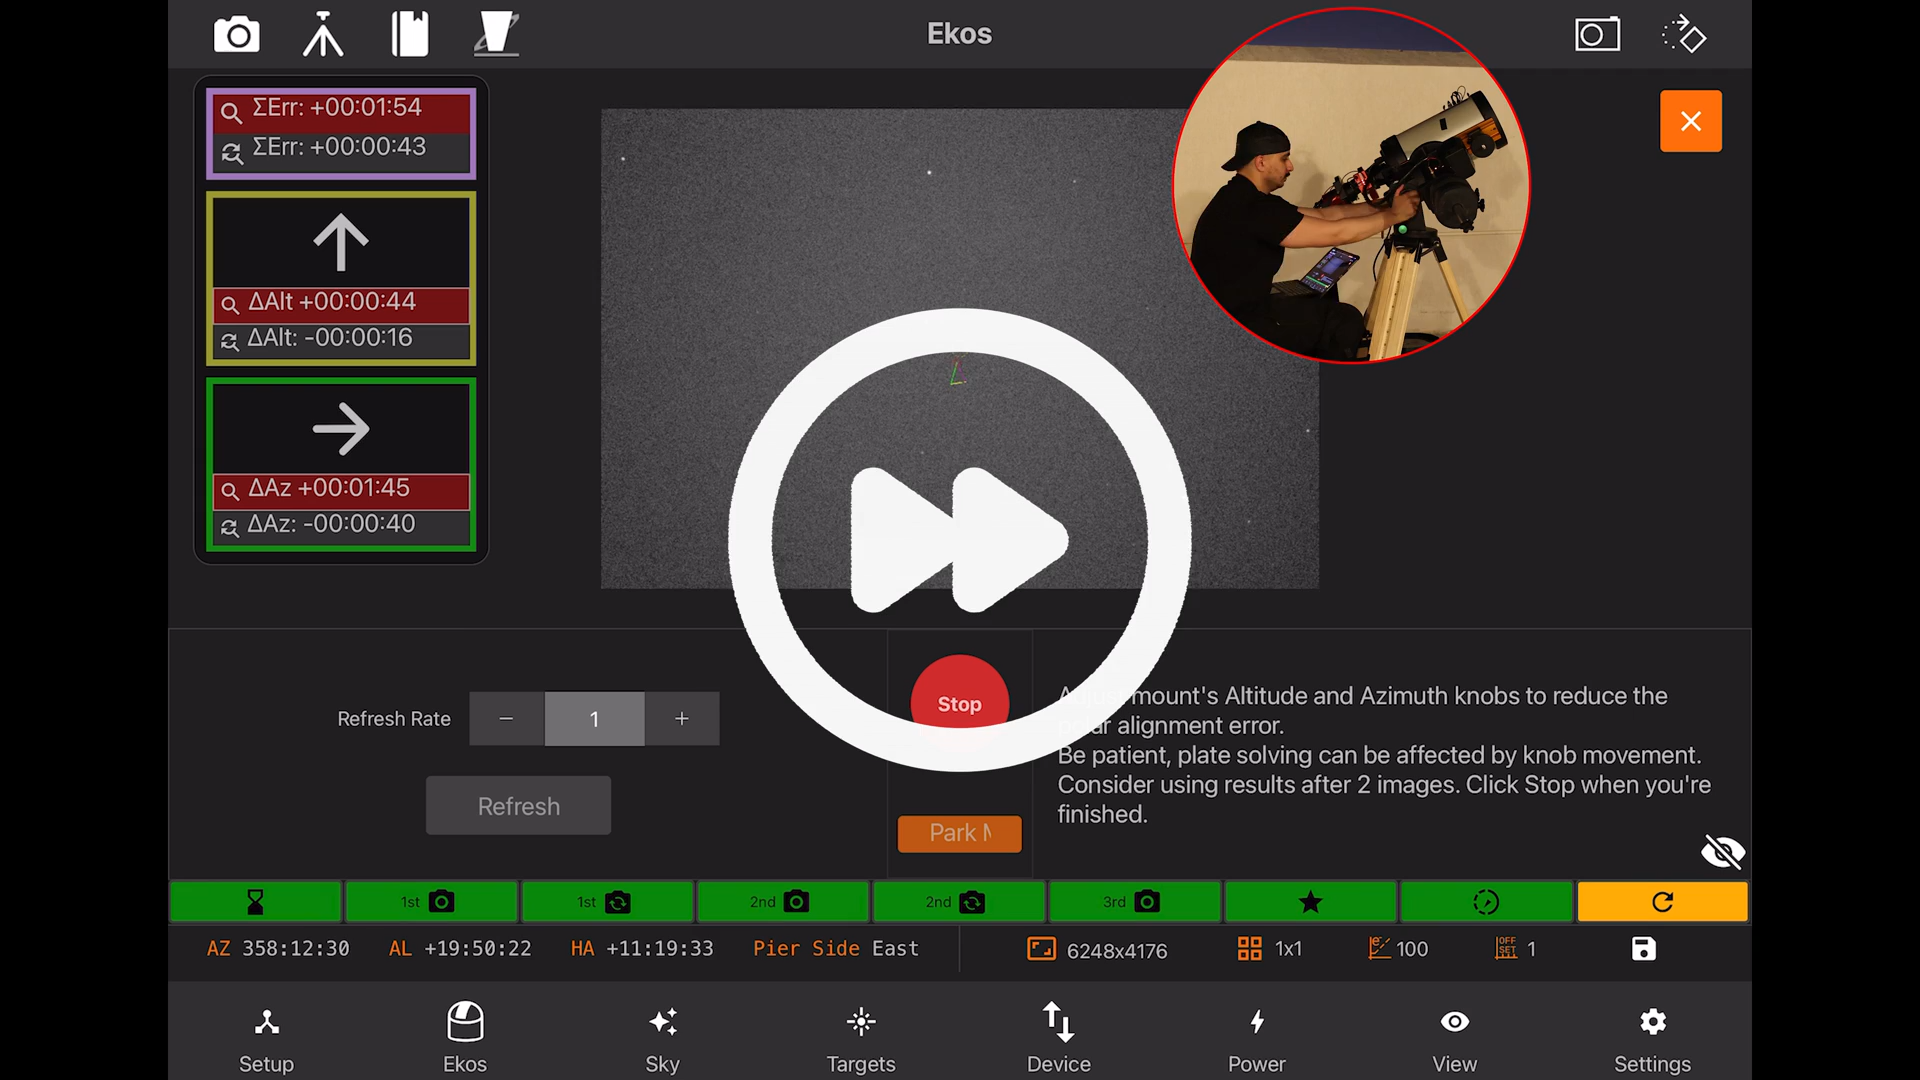 Ekos
ΣErr: +00:01:54
ΣErr: +00:00:43
ΔAlt +00:00:44
ΔAlt: -00:00:16
ΔAz +00:01:45
ΔAz: -00:00:40
Refresh Rate
1
Refresh
Stop
Park
mount's Altitude and Azimuth knobs to reduce the
alignment error.
Be patient, plate solving can be affected by knob movement.
Consider using results after 2 images. Click Stop when you're
finished.
1st 1st 2nd 2nd 3rd
AZ 358:12:30 AL +19:50:22 HA +11:19:33 Pier Side East 6248x4176 1x1 e- 100 OFF SET 1
Setup Ekos Sky Targets Device Power View Settings